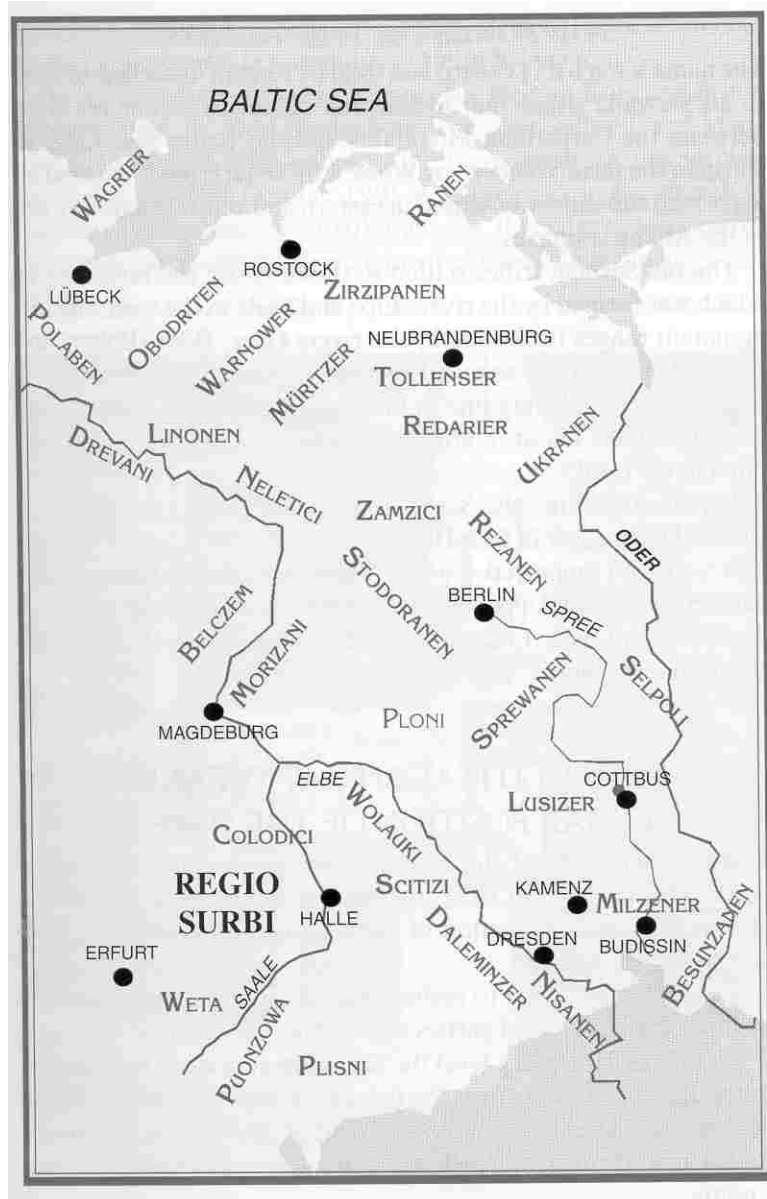 BALTIC SEA
WAGRIER
RANEN
ROSTOCK
LÜBECK
ZIRZIPANEN
POLABEN
OBODRITEN
WARNOWER
MÜRITZER
NEUBRANDENBURG
TOLLENSER
REDARIER
UKRANEN
LINONEN
DREVANI
NELETICI
ZAMZICI
REŻANEN
ODER
STODORANEN
BERLIN
SPREE
BELCZEM
MORIZANI
SPREWANEN
SELPOLI
MAGDEBURG
PLONI
ELBE
WOLAUKI
COTTBUS
LUSIZER
COLODICI
REGIO
SURBI
HALLE
SCITIZI
KAMENZ
MILZENER
DALEMINZER
DRESDEN
BUDISSIN
BESUNZANEN
ERFURT
NISANEN
WETA
SAALE
PUONZOWA
PLISNI